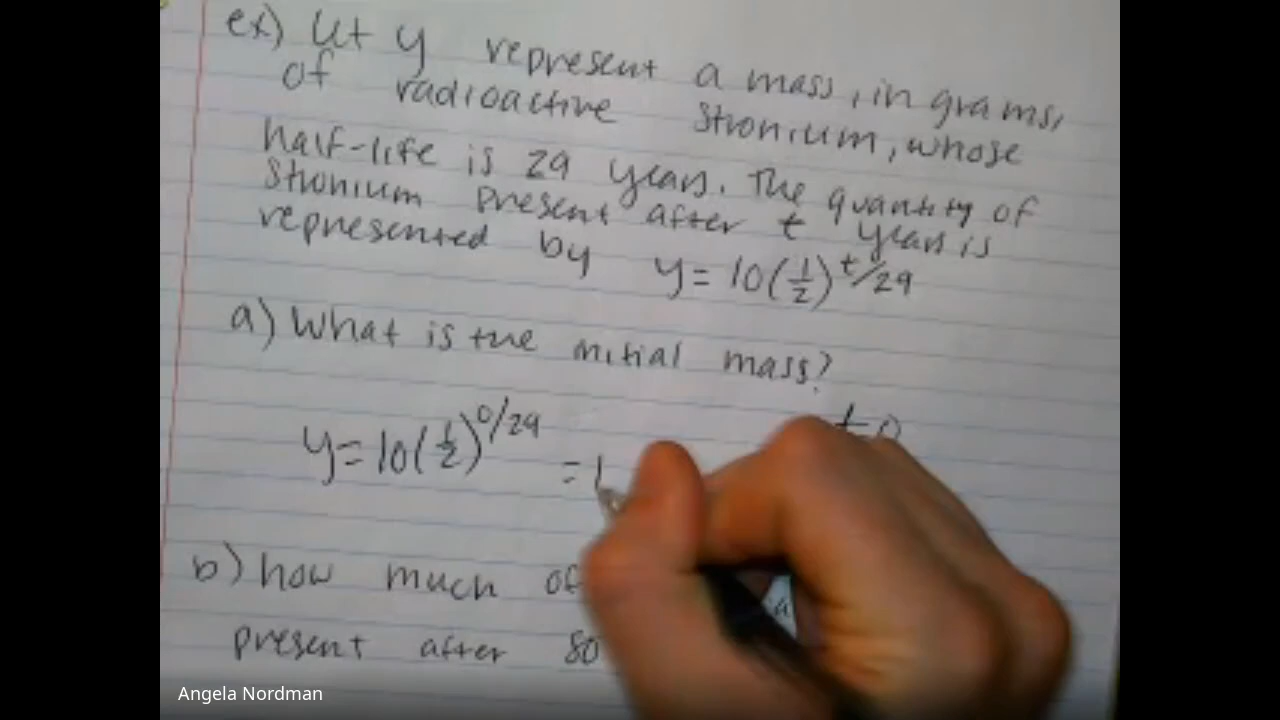 ex) Let y represent a mass, in grams,
of radioactive Stronium, whose
half-life is 29 years. The quantity of
Stronium present after t years is
represented by y = 10(1/2)^t/29
a) What is the initial mass?
t=0
y = 10(1/2)^0/29 = 1
b) how much of
present after 80
Angela Nordman